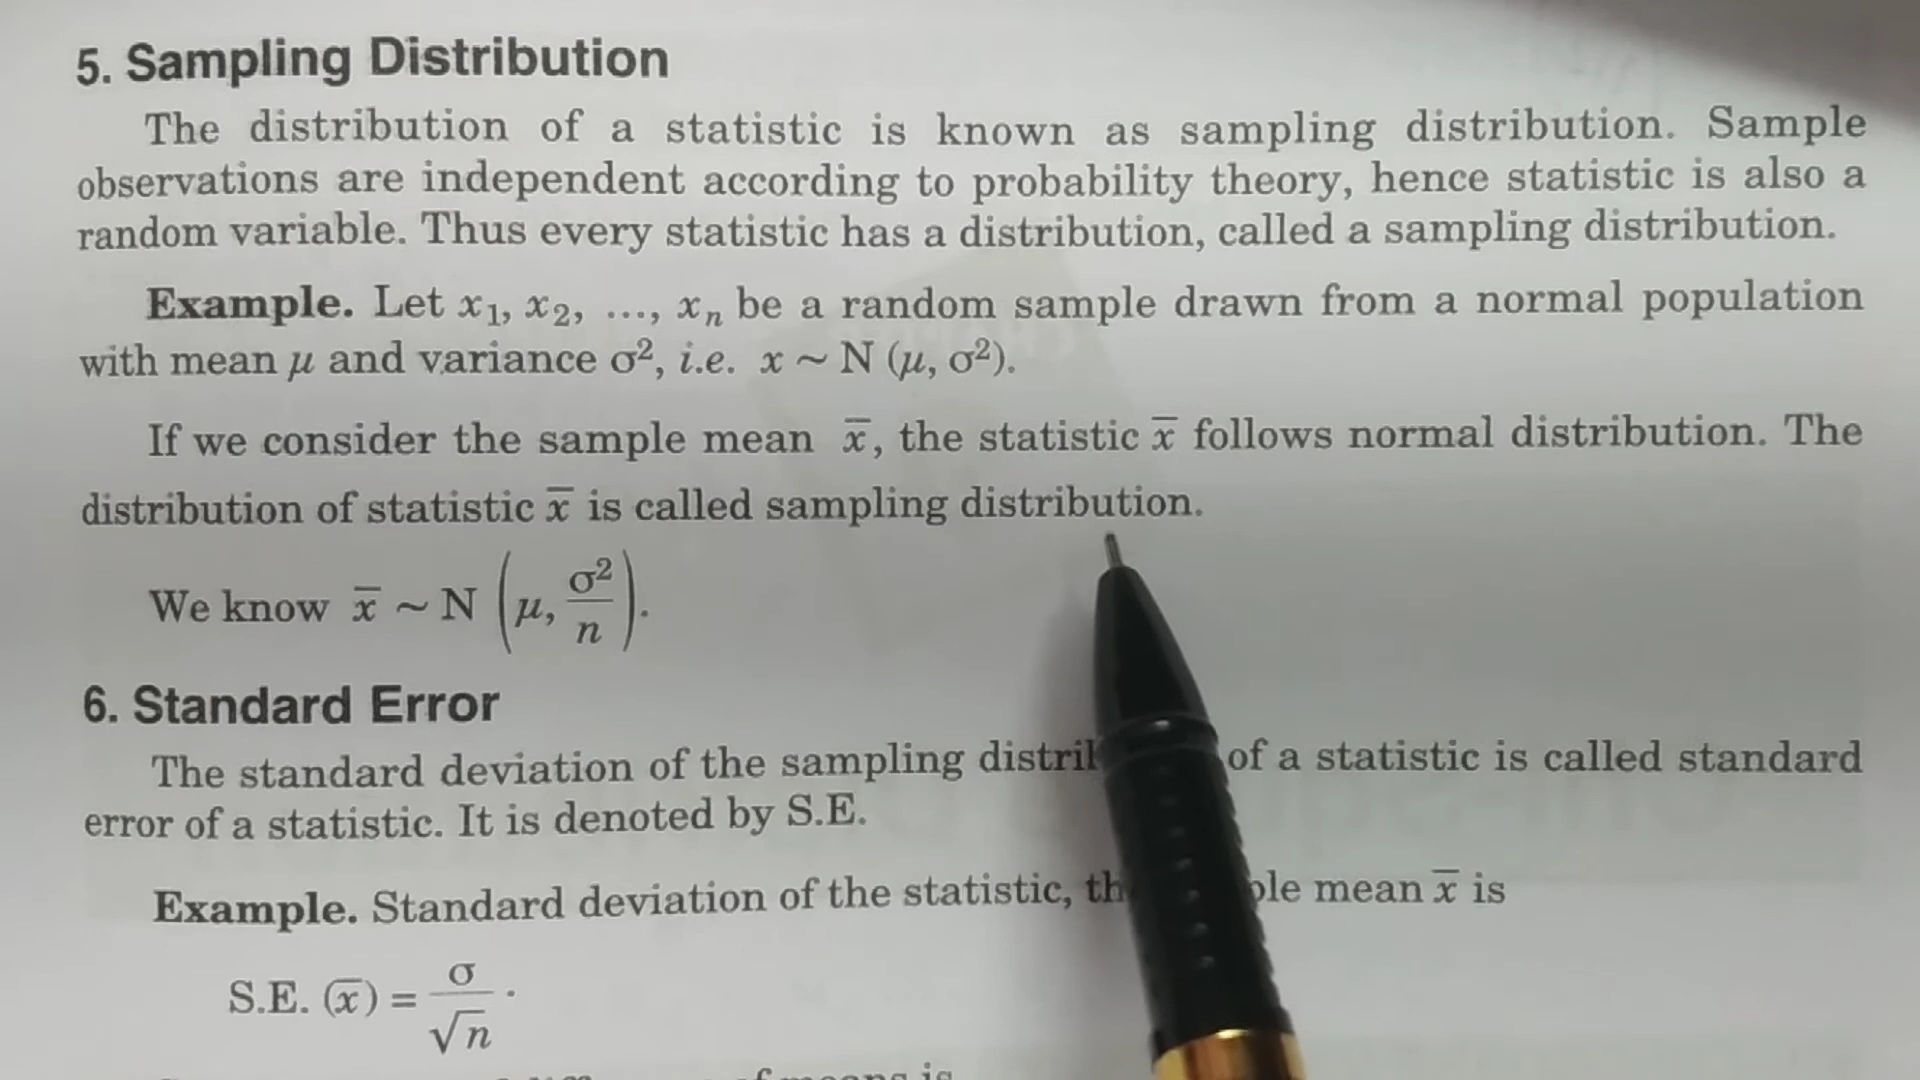 5. Sampling Distribution
The distribution of a statistic is known as sampling distribution. Sample
observations are independent according to probability theory, hence statistic is also a
random variable. Thus every statistic has a distribution, called a sampling distribution.
Example. Let x₁, x₂, ..., xₙ be a random sample drawn from a normal population
with mean μ and variance σ², i.e. x ~ N (μ, σ²).
If we consider the sample mean x̄, the statistic x̄ follows normal distribution. The
distribution of statistic x̄ is called sampling distribution.
We know x̄ ~ N (μ, σ²/n).
6. Standard Error
The standard deviation of the sampling of a statistic is called standard
error of a statistic. It is denoted by S.E.
Example. Standard deviation of the statistic, mean x̄ is
S.E. (x̄) = σ/√n.